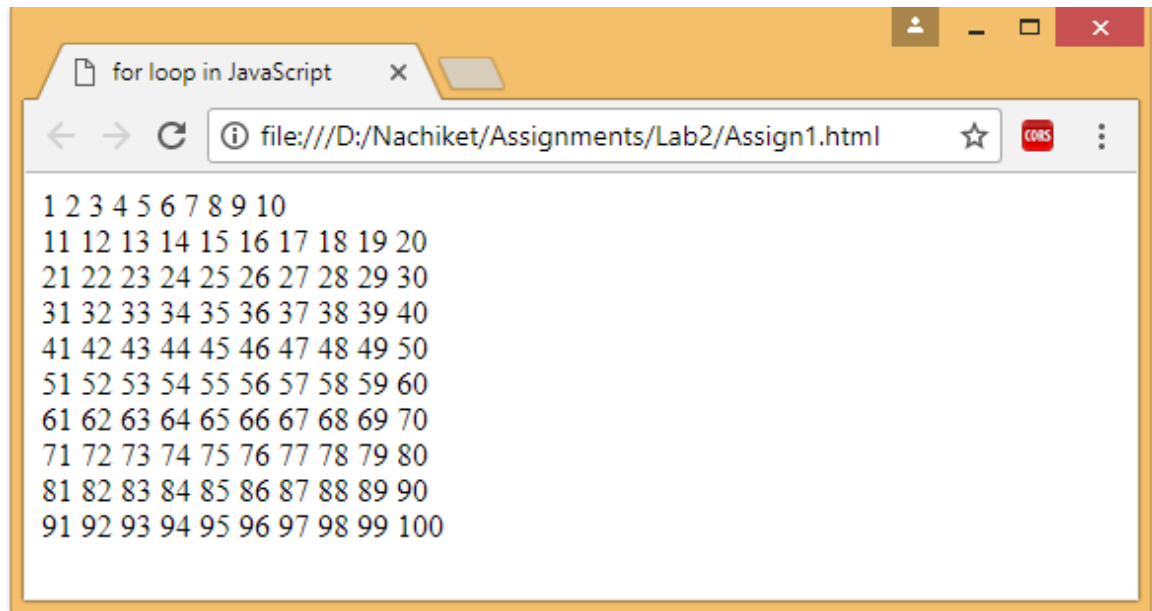 for loop in JavaScript
file:///D:/Nachiket/Assignments/Lab2/Assign1.html
CORS
1 2 3 4 5 6 7 8 9 10
11 12 13 14 15 16 17 18 19 20
21 22 23 24 25 26 27 28 29 30
31 32 33 34 35 36 37 38 39 40
41 42 43 44 45 46 47 48 49 50
51 52 53 54 55 56 57 58 59 60
61 62 63 64 65 66 67 68 69 70
71 72 73 74 75 76 77 78 79 80
81 82 83 84 85 86 87 88 89 90
91 92 93 94 95 96 97 98 99 100